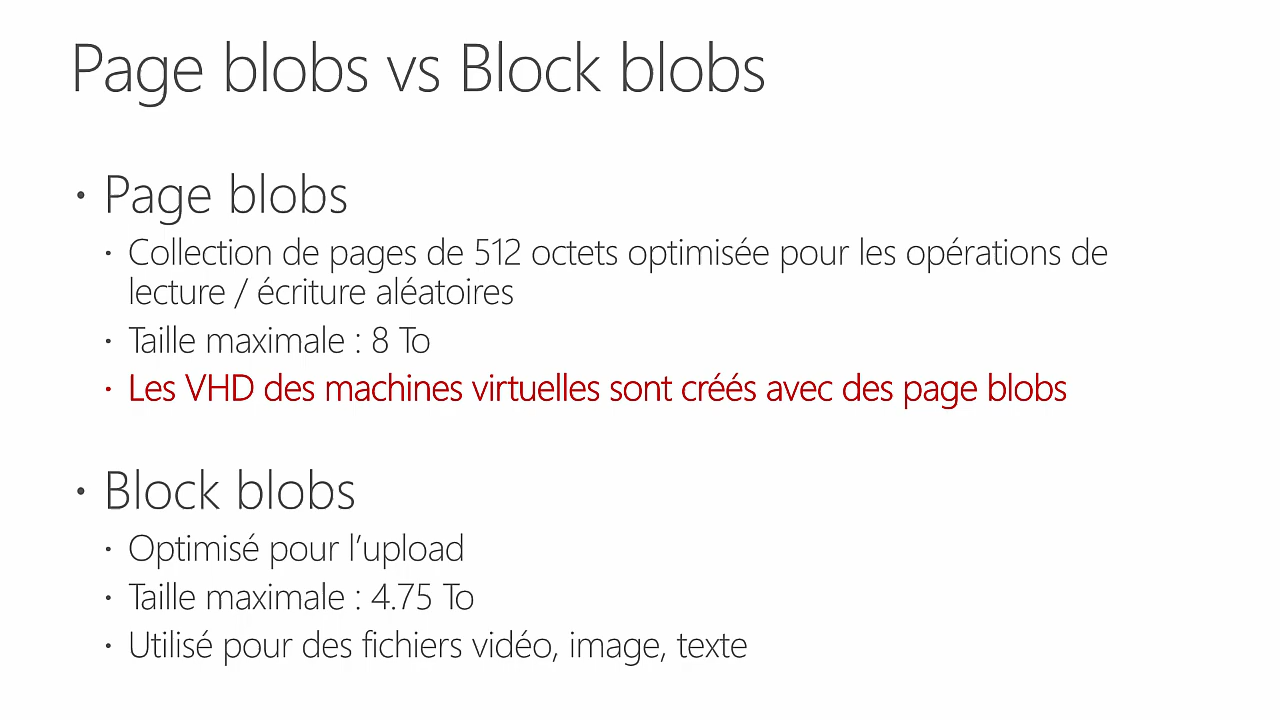 Page blobs vs Block blobs
· Page blobs
· Collection de pages de 512 octets optimisée pour les opérations de
lecture / écriture aléatoires
· Taille maximale : 8 To
· Les VHD des machines virtuelles sont créés avec des page blobs
· Block blobs
· Optimisé pour l’upload
· Taille maximale : 4.75 To
· Utilisé pour des fichiers vidéo, image, texte